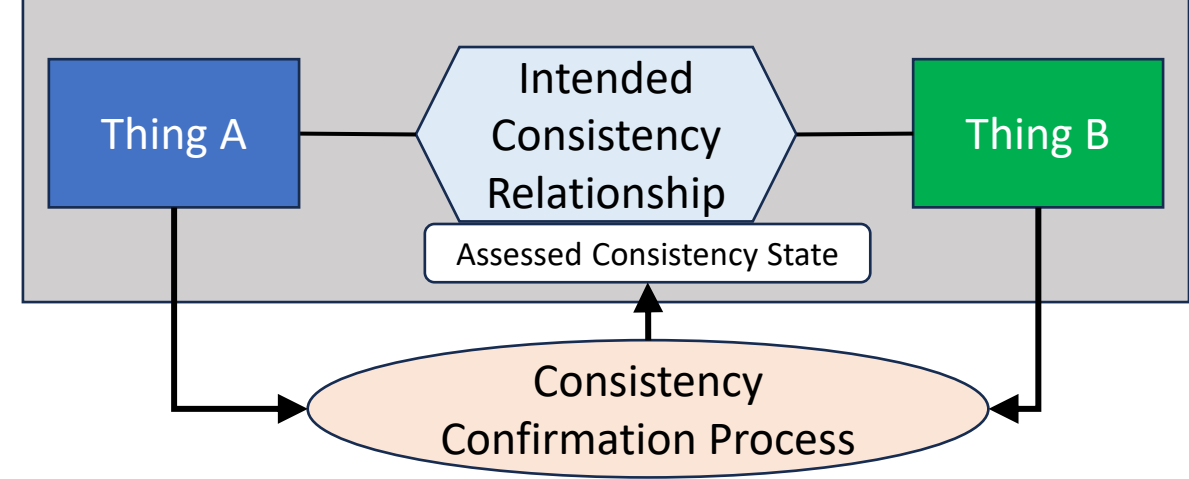 Thing A
Intended
Consistency
Relationship
Thing B
Assessed Consistency State
Consistency
Confirmation Process